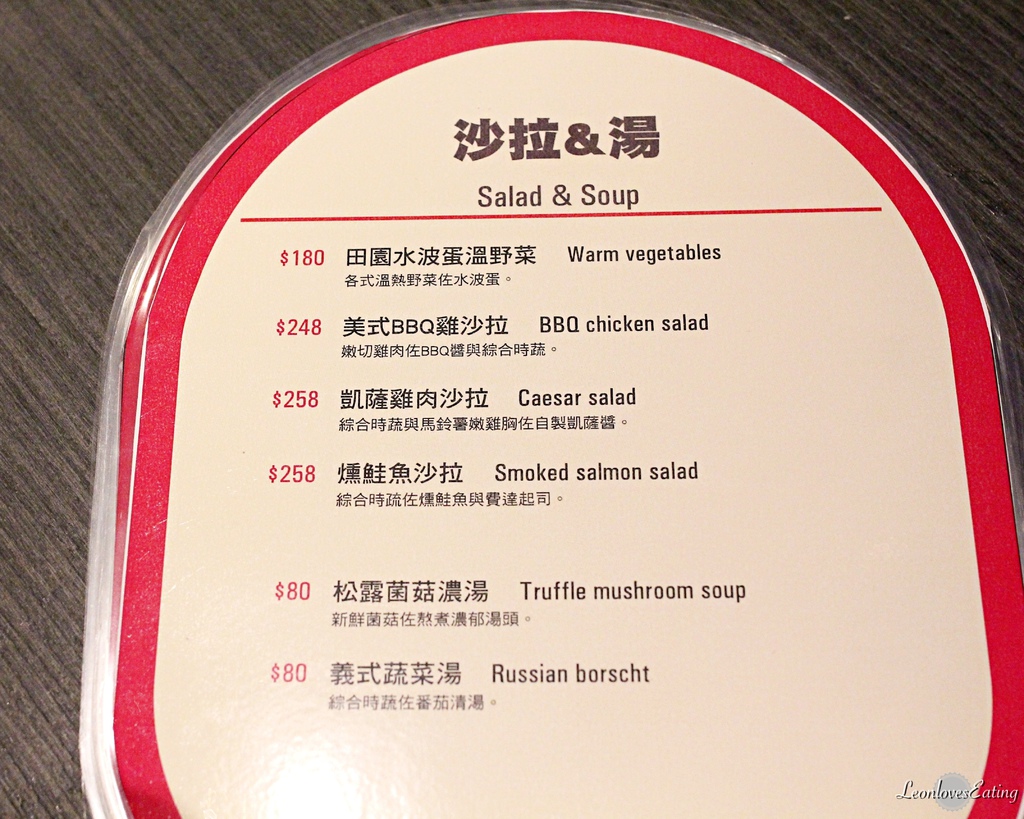 沙拉&湯
Salad & Soup
$180 田園水波蛋溫野菜 Warm vegetables
各式溫熱野菜佐水波蛋。
$248 美式BBQ雞沙拉 BBQ chicken salad
嫩切雞肉佐BBQ醬與綜合時蔬。
$258 凱薩雞肉沙拉 Caesar salad
綜合時蔬與馬鈴薯嫩雞胸佐自製凱薩醬。
$258 燻鮭魚沙拉 Smoked salmon salad
綜合時疏佐燻鮭魚與費達起司。
$80 松露菌菇濃湯 Truffle mushroom soup
新鮮菌菇佐熬煮濃郁湯頭。
$80 義式蔬菜湯 Russian borscht
綜合時蔬佐番茄清湯。
LeonlovesEating